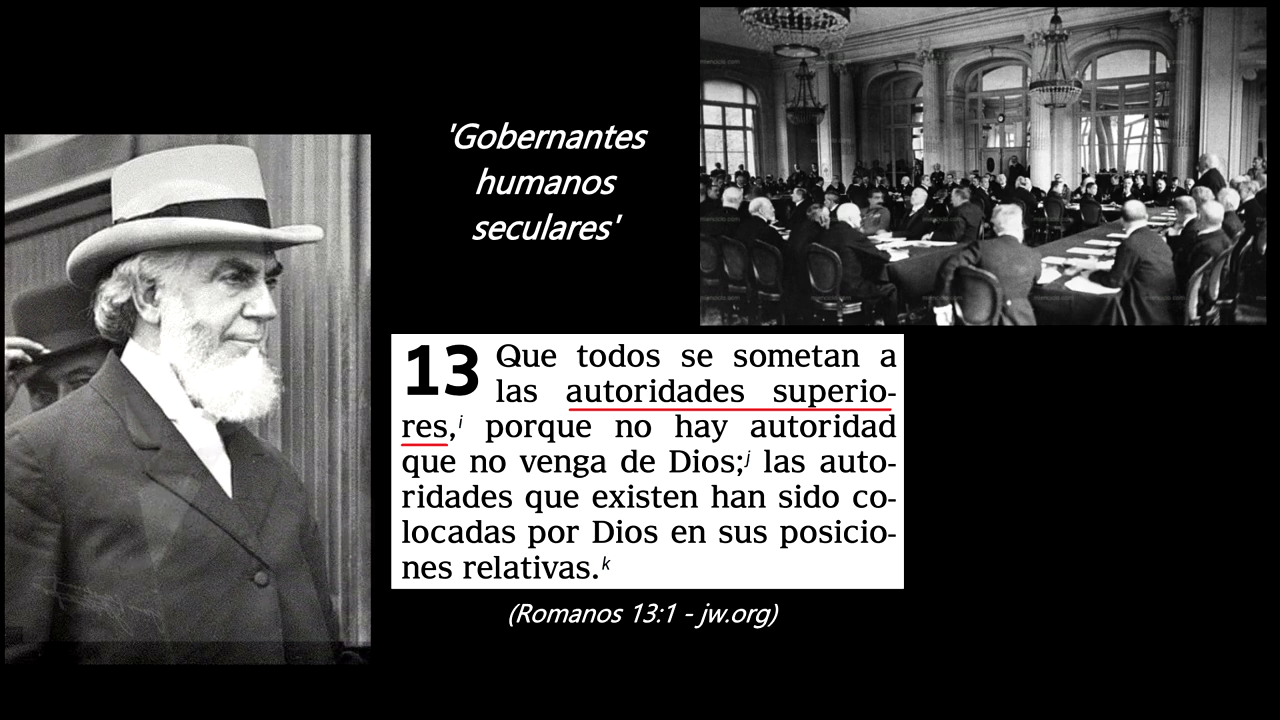 'Gobernantes
humanos
seculares'
13 Que todos se sometan a
las autoridades superio-
res,ⁱ porque no hay autoridad
que no venga de Dios;ʲ las auto-
ridades que existen han sido co-
locadas por Dios en sus posicio-
nes relativas.ᵏ
(Romanos 13:1 - jw.org)